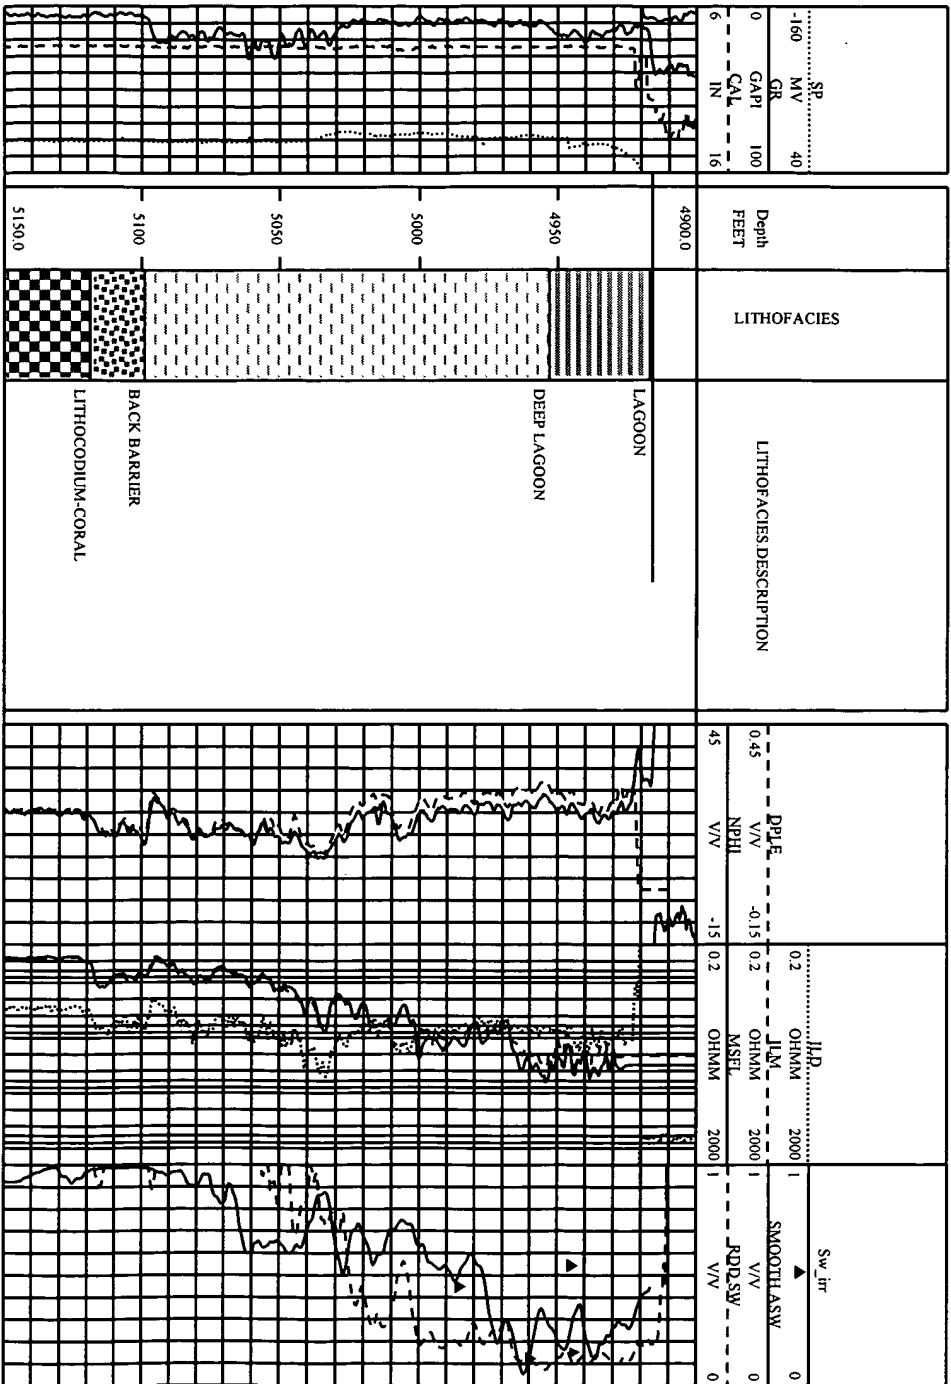 SP
-160 MV 40
GR
0 GAPI 100
CAL
6 IN 16
Depth
FEET
4900.0
4950
5000
5050
5100
5150.0
LITHOFACIES
LITHOFACIES.DESCRIPTION
LAGOON
DEEP LAGOON
BACK BARRIER
LITHOCODIUM-CORAL
DPLE
0.45 V/V -0.15
NPHI
45 V/V -15
ILD
0.2 OHMM 2000
ILM
0.2 OHMM 2000
MSFL
0.2 OHMM 2000
Sw_irr
1 0
SMOOTH.ASW
1 V/V 0
RDD.SW
1 V/V 0